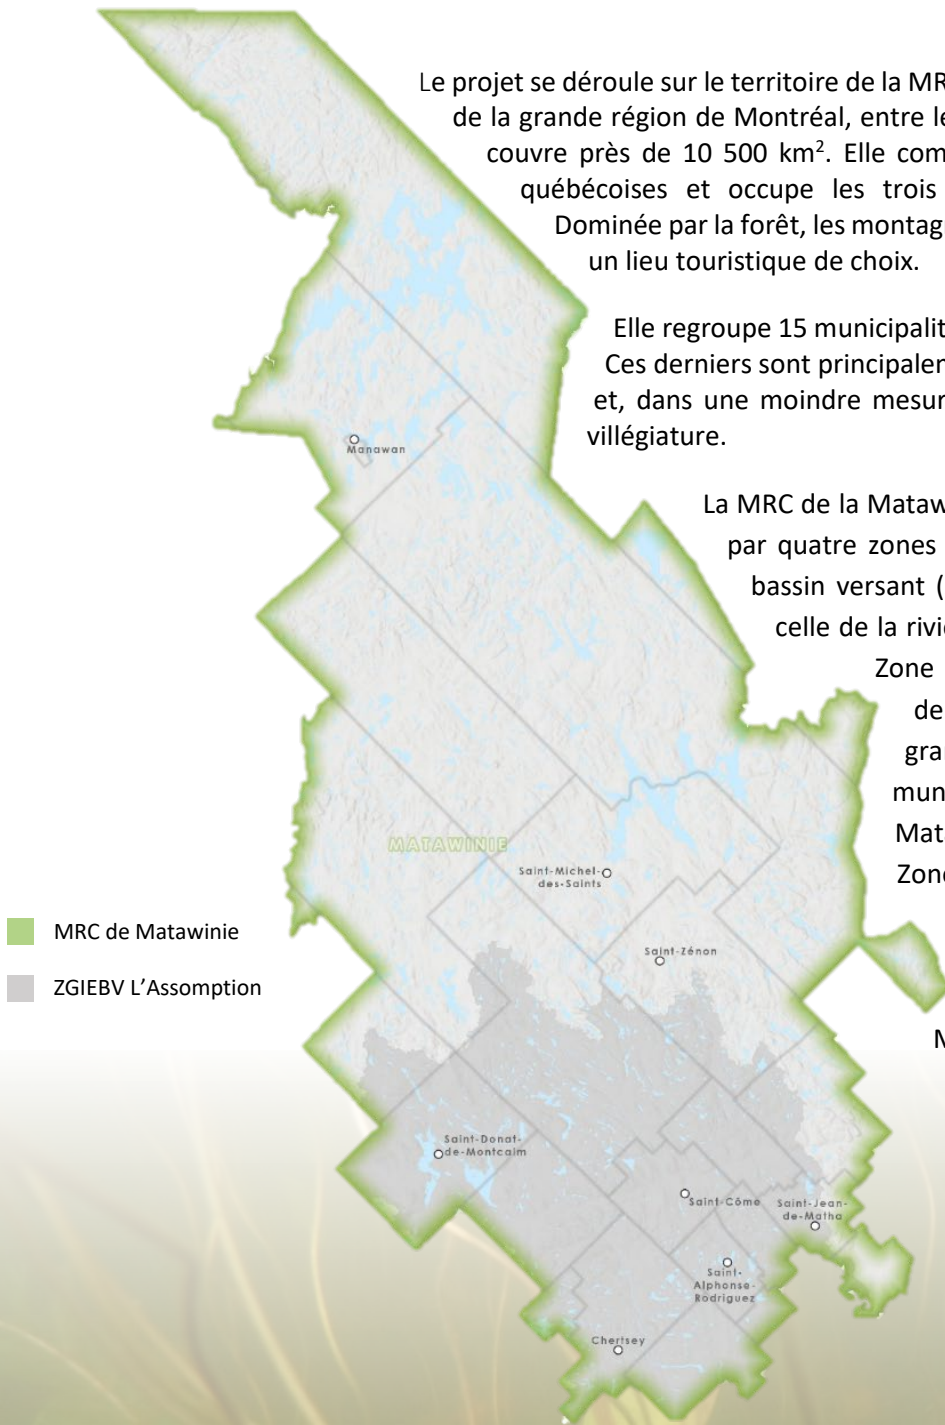 Le projet se déroule sur le territoire de la MR
de la grande région de Montréal, entre le
couvre près de 10 500 km². Elle com
québécoises et occupe les trois
Dominée par la forêt, les montag
un lieu touristique de choix.
Elle regroupe 15 municipalit
Ces derniers sont principalen
et, dans une moindre mesur
villégiature.
La MRC de la Mataw
par quatre zones
bassin versant (
celle de la riviè
Zone
de
gran
mun
Mata
Zone
M
Manawan
MATAWINIE
Saint-Michel-
des-Saints
Saint-Zénon
MRC de Matawinie
ZGIEBV L'Assomption
Saint-Donat-
de-Montcalm
Saint-Côme
Saint-Jean-
de-Matha
Saint-
Alphonse-
Rodriguez
Chertsey